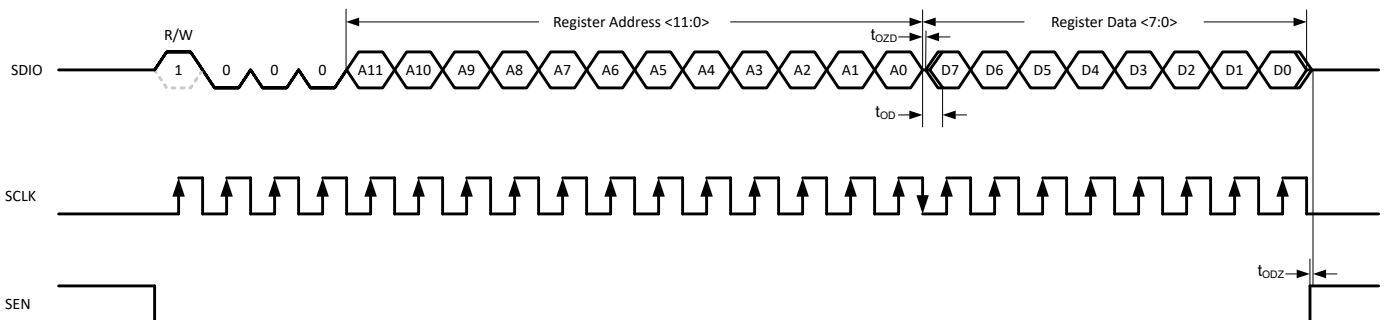 Register Address <11:0> Register Data <7:0>
R/W tOZD
SDIO 1 0 0 0 A11 A10 A9 A8 A7 A6 A5 A4 A3 A2 A1 A0 D7 D6 D5 D4 D3 D2 D1 D0
tOD
SCLK
tODZ
SEN